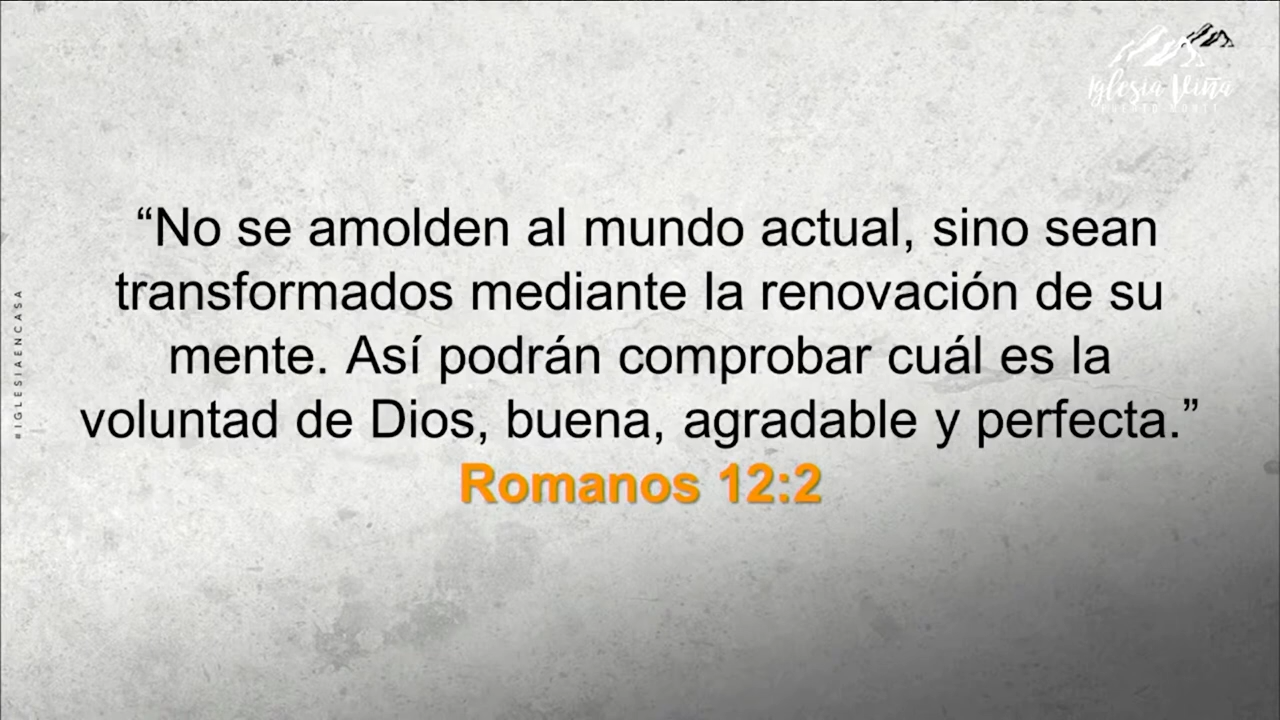 Iglesia Viña
“No se amolden al mundo actual, sino sean
transformados mediante la renovación de su
mente. Así podrán comprobar cuál es la
voluntad de Dios, buena, agradable y perfecta.”
Romanos 12:2
#IGLESIAENCASA